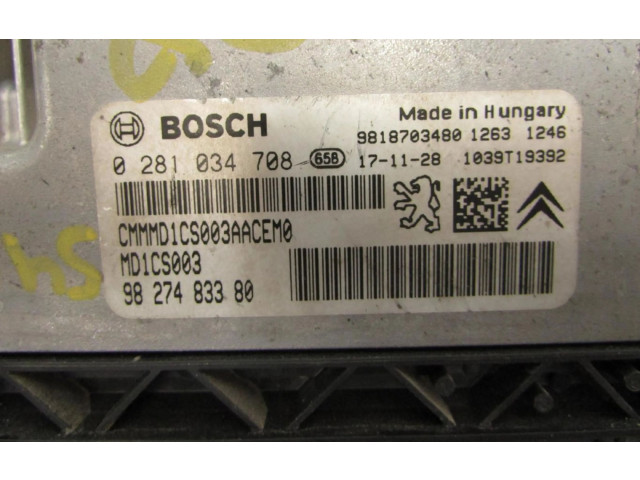 BOSCH
Made in Hungary
9818703480 1263 1246
0 281 034 708 658 17-11-28 1039T19392
CMMMD1CS003AACEM0
MD1CS003
98 274 833 80